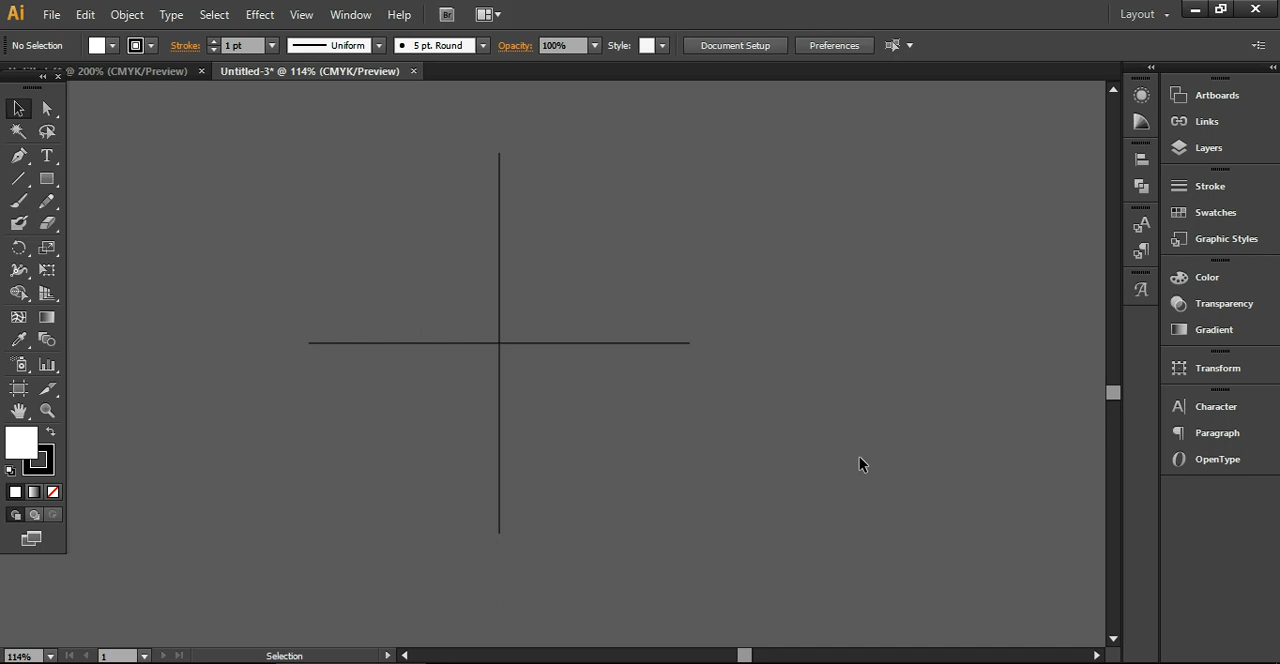 Ai File Edit Object Type Select Effect View Window Help Br Layout
No Selection Stroke: 1 pt Uniform 5 pt. Round Opacity: 100% Style: Document Setup Preferences
@ 200% (CMYK/Preview) × Untitled-3* @ 114% (CMYK/Preview) ×
Artboards
Links
Layers
Stroke
Swatches
Graphic Styles
Color
Transparency
Gradient
Transform
Character
Paragraph
OpenType
114% 1 Selection